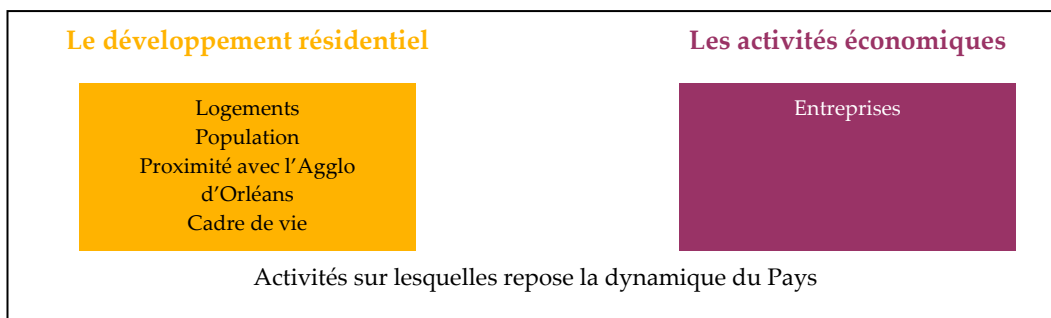 Le développement résidentiel
Les activités économiques
Logements
Population
Proximité avec l’Agglo
d’Orléans
Cadre de vie
Entreprises
Activités sur lesquelles repose la dynamique du Pays